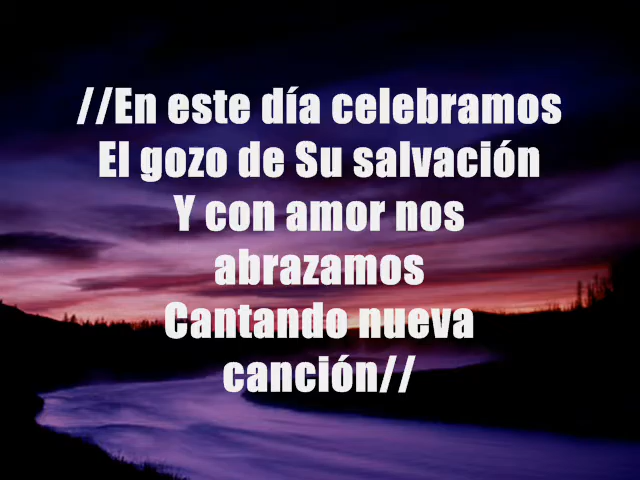 //En este día celebramos
El gozo de Su salvación
Y con amor nos
abrazamos
Cantando nueva
canción//